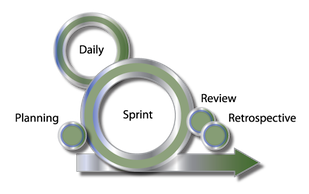 Daily
Planning
Sprint
Review
Retrospective